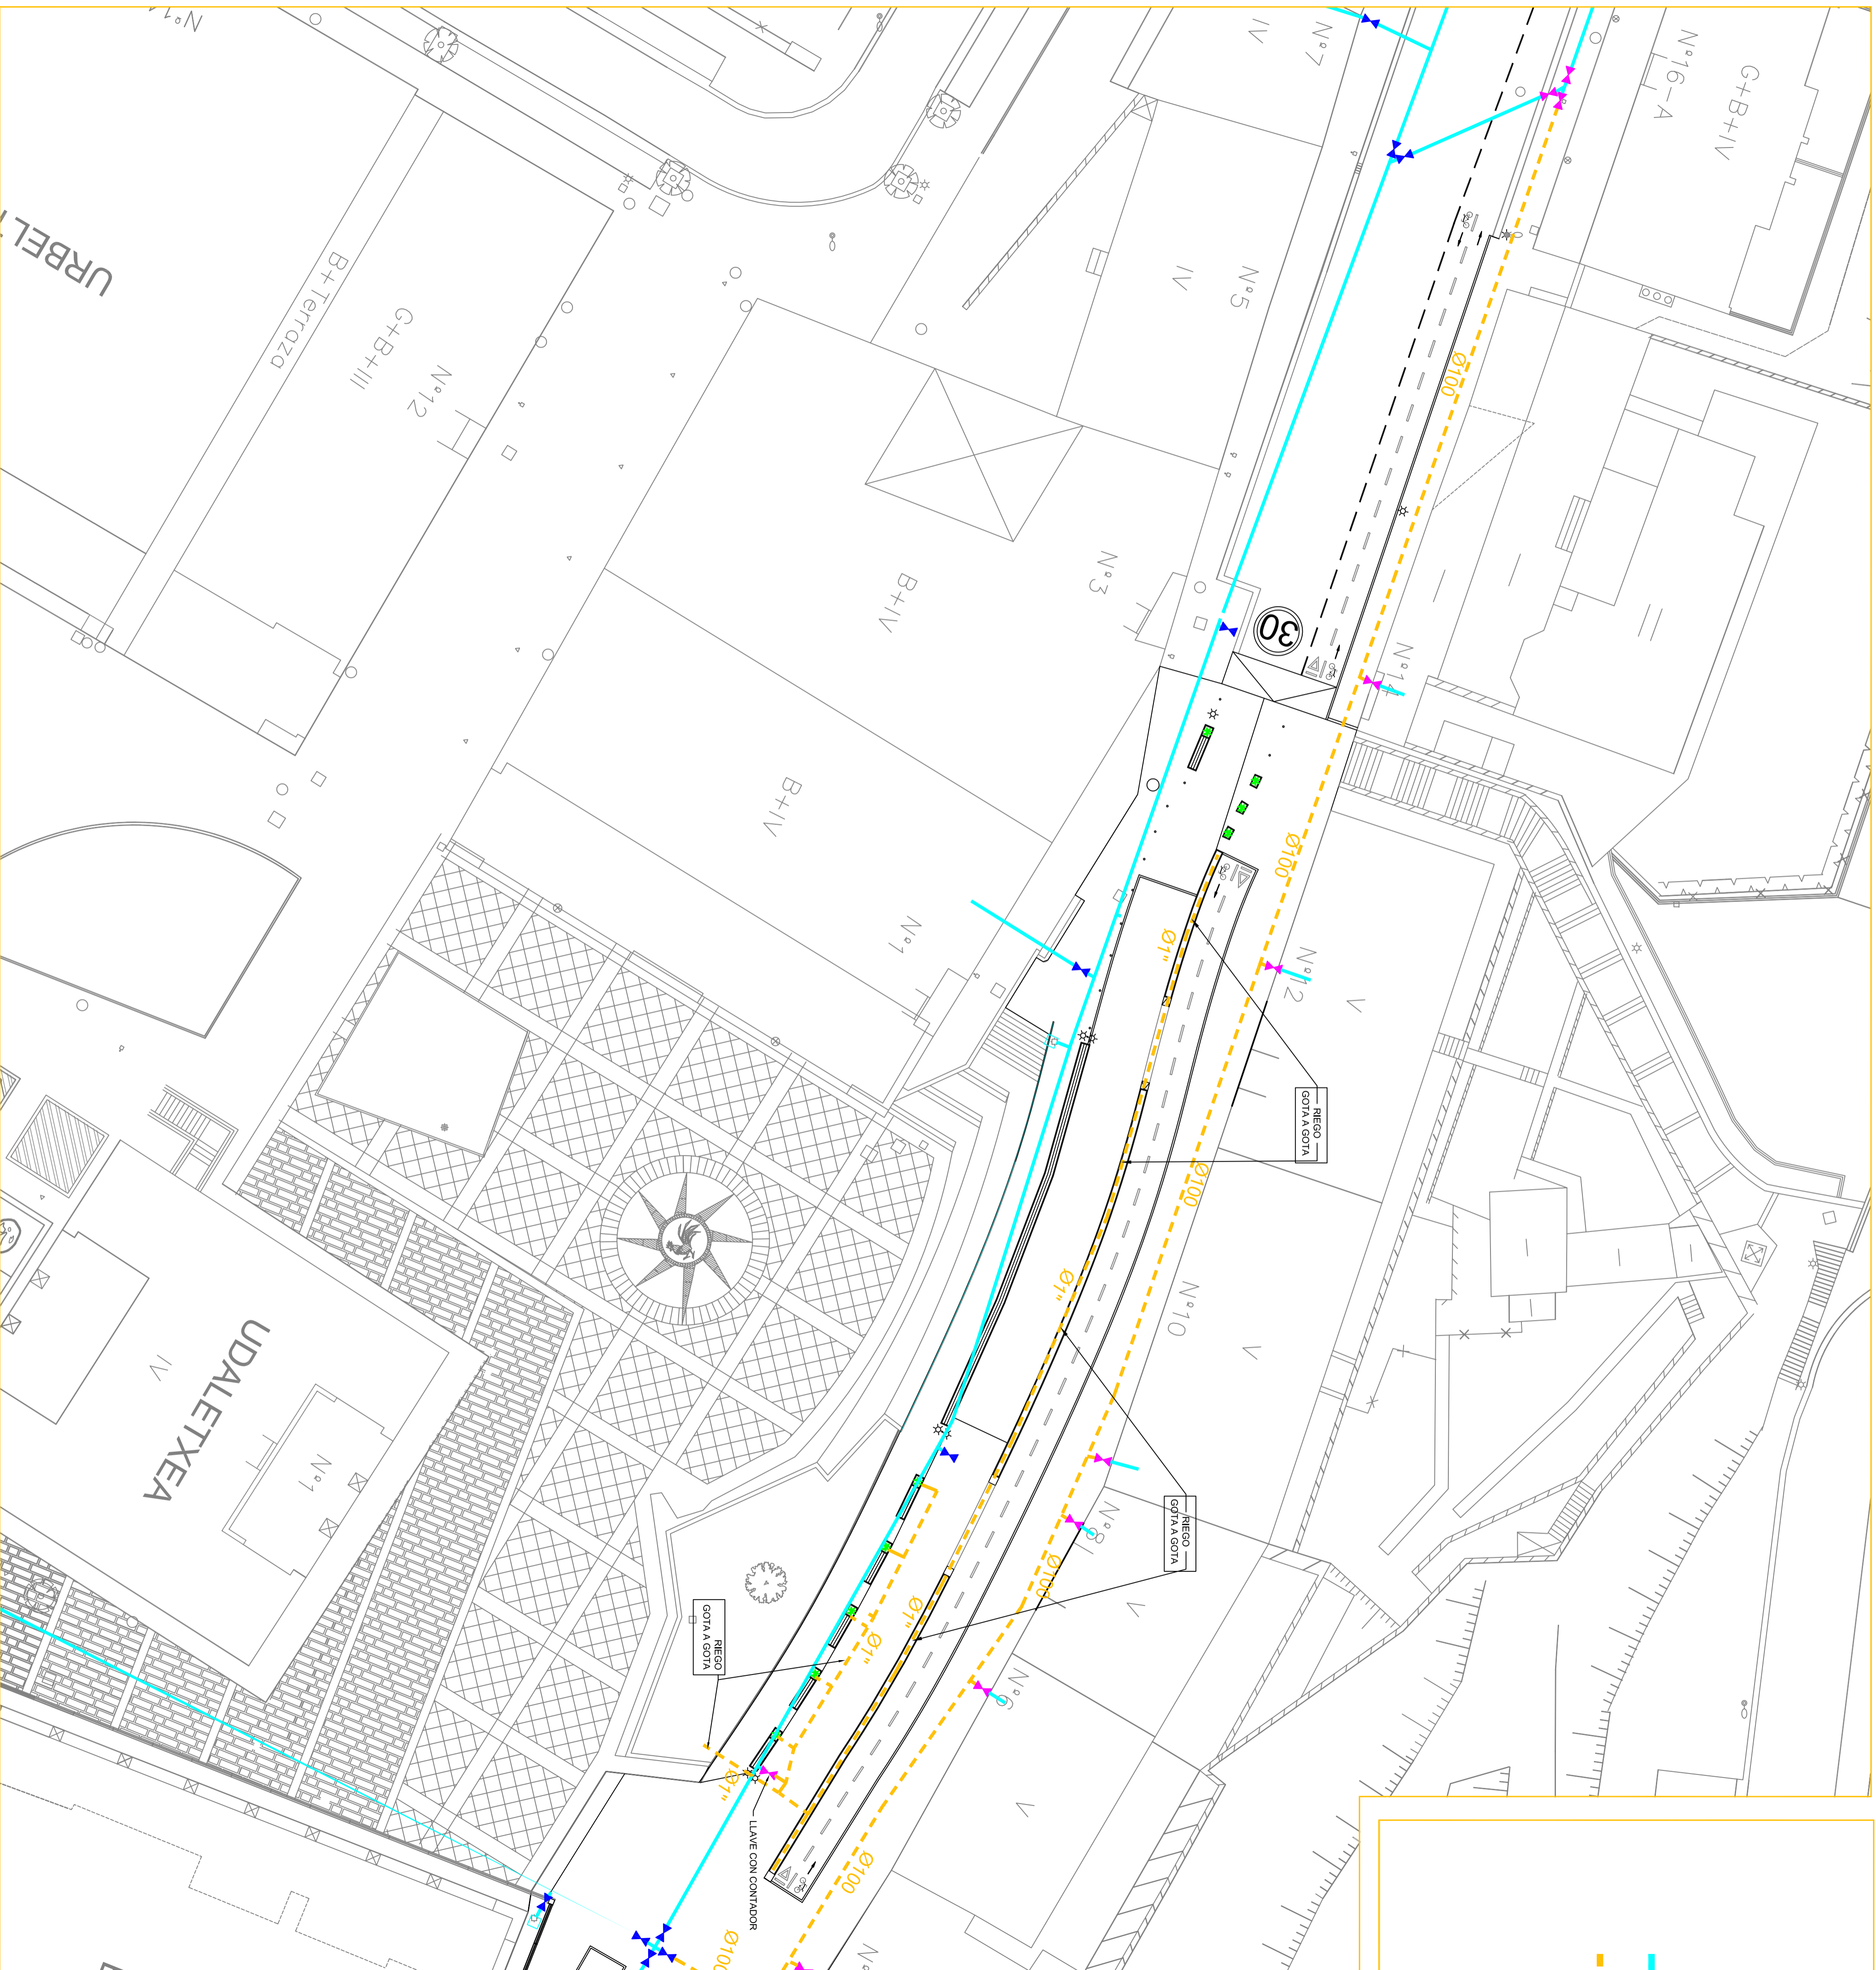 Nº7
IV
Nº16-A
G+B+IV
Nº5
IV
B+Terraza
G+B+III
Nº12
Ø100
Nº3
B+IV
30
Nº14
B+IV
Ø100
Nº1
Ø1"
Nº12
V
RIEGO
GOTA A GOTA
Ø100
Ø1"
Nº10
V
UDALETXEA
IV
Nº1
RIEGO
GOTA A GOTA
Nº8
V
Ø100
Ø1"
Ø1"
RIEGO
GOTA A GOTA
Nº6
V
Ø1"
LLAVE CON CONTADOR
Ø100
Ø100